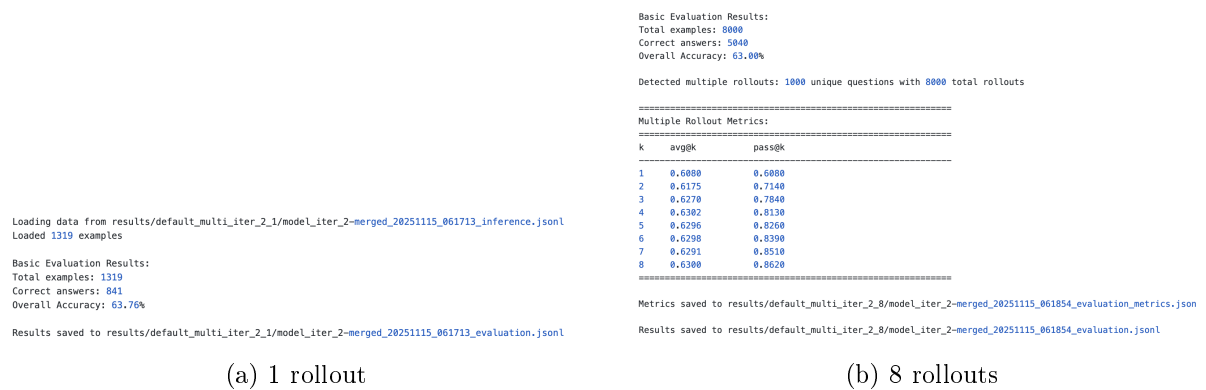 Loading data from results/default_multi_iter_2_1/model_iter_2-merged_20251115_061713_inference.jsonl
Loaded 1319 examples
Basic Evaluation Results:
Total examples: 1319
Correct answers: 841
Overall Accuracy: 63.76%
Results saved to results/default_multi_iter_2_1/model_iter_2-merged_20251115_061713_evaluation.jsonl
(a) 1 rollout
Basic Evaluation Results:
Total examples: 8000
Correct answers: 5040
Overall Accuracy: 63.00%
Detected multiple rollouts: 1000 unique questions with 8000 total rollouts
============================================================
Multiple Rollout Metrics:
============================================================
k avg@k pass@k
------------------------------------------------------------
1 0.6080 0.6080
2 0.6175 0.7140
3 0.6270 0.7840
4 0.6302 0.8130
5 0.6296 0.8260
6 0.6298 0.8390
7 0.6291 0.8510
8 0.6300 0.8620
============================================================
Metrics saved to results/default_multi_iter_2_8/model_iter_2-merged_20251115_061854_evaluation_metrics.json
Results saved to results/default_multi_iter_2_8/model_iter_2-merged_20251115_061854_evaluation.jsonl
(b) 8 rollouts